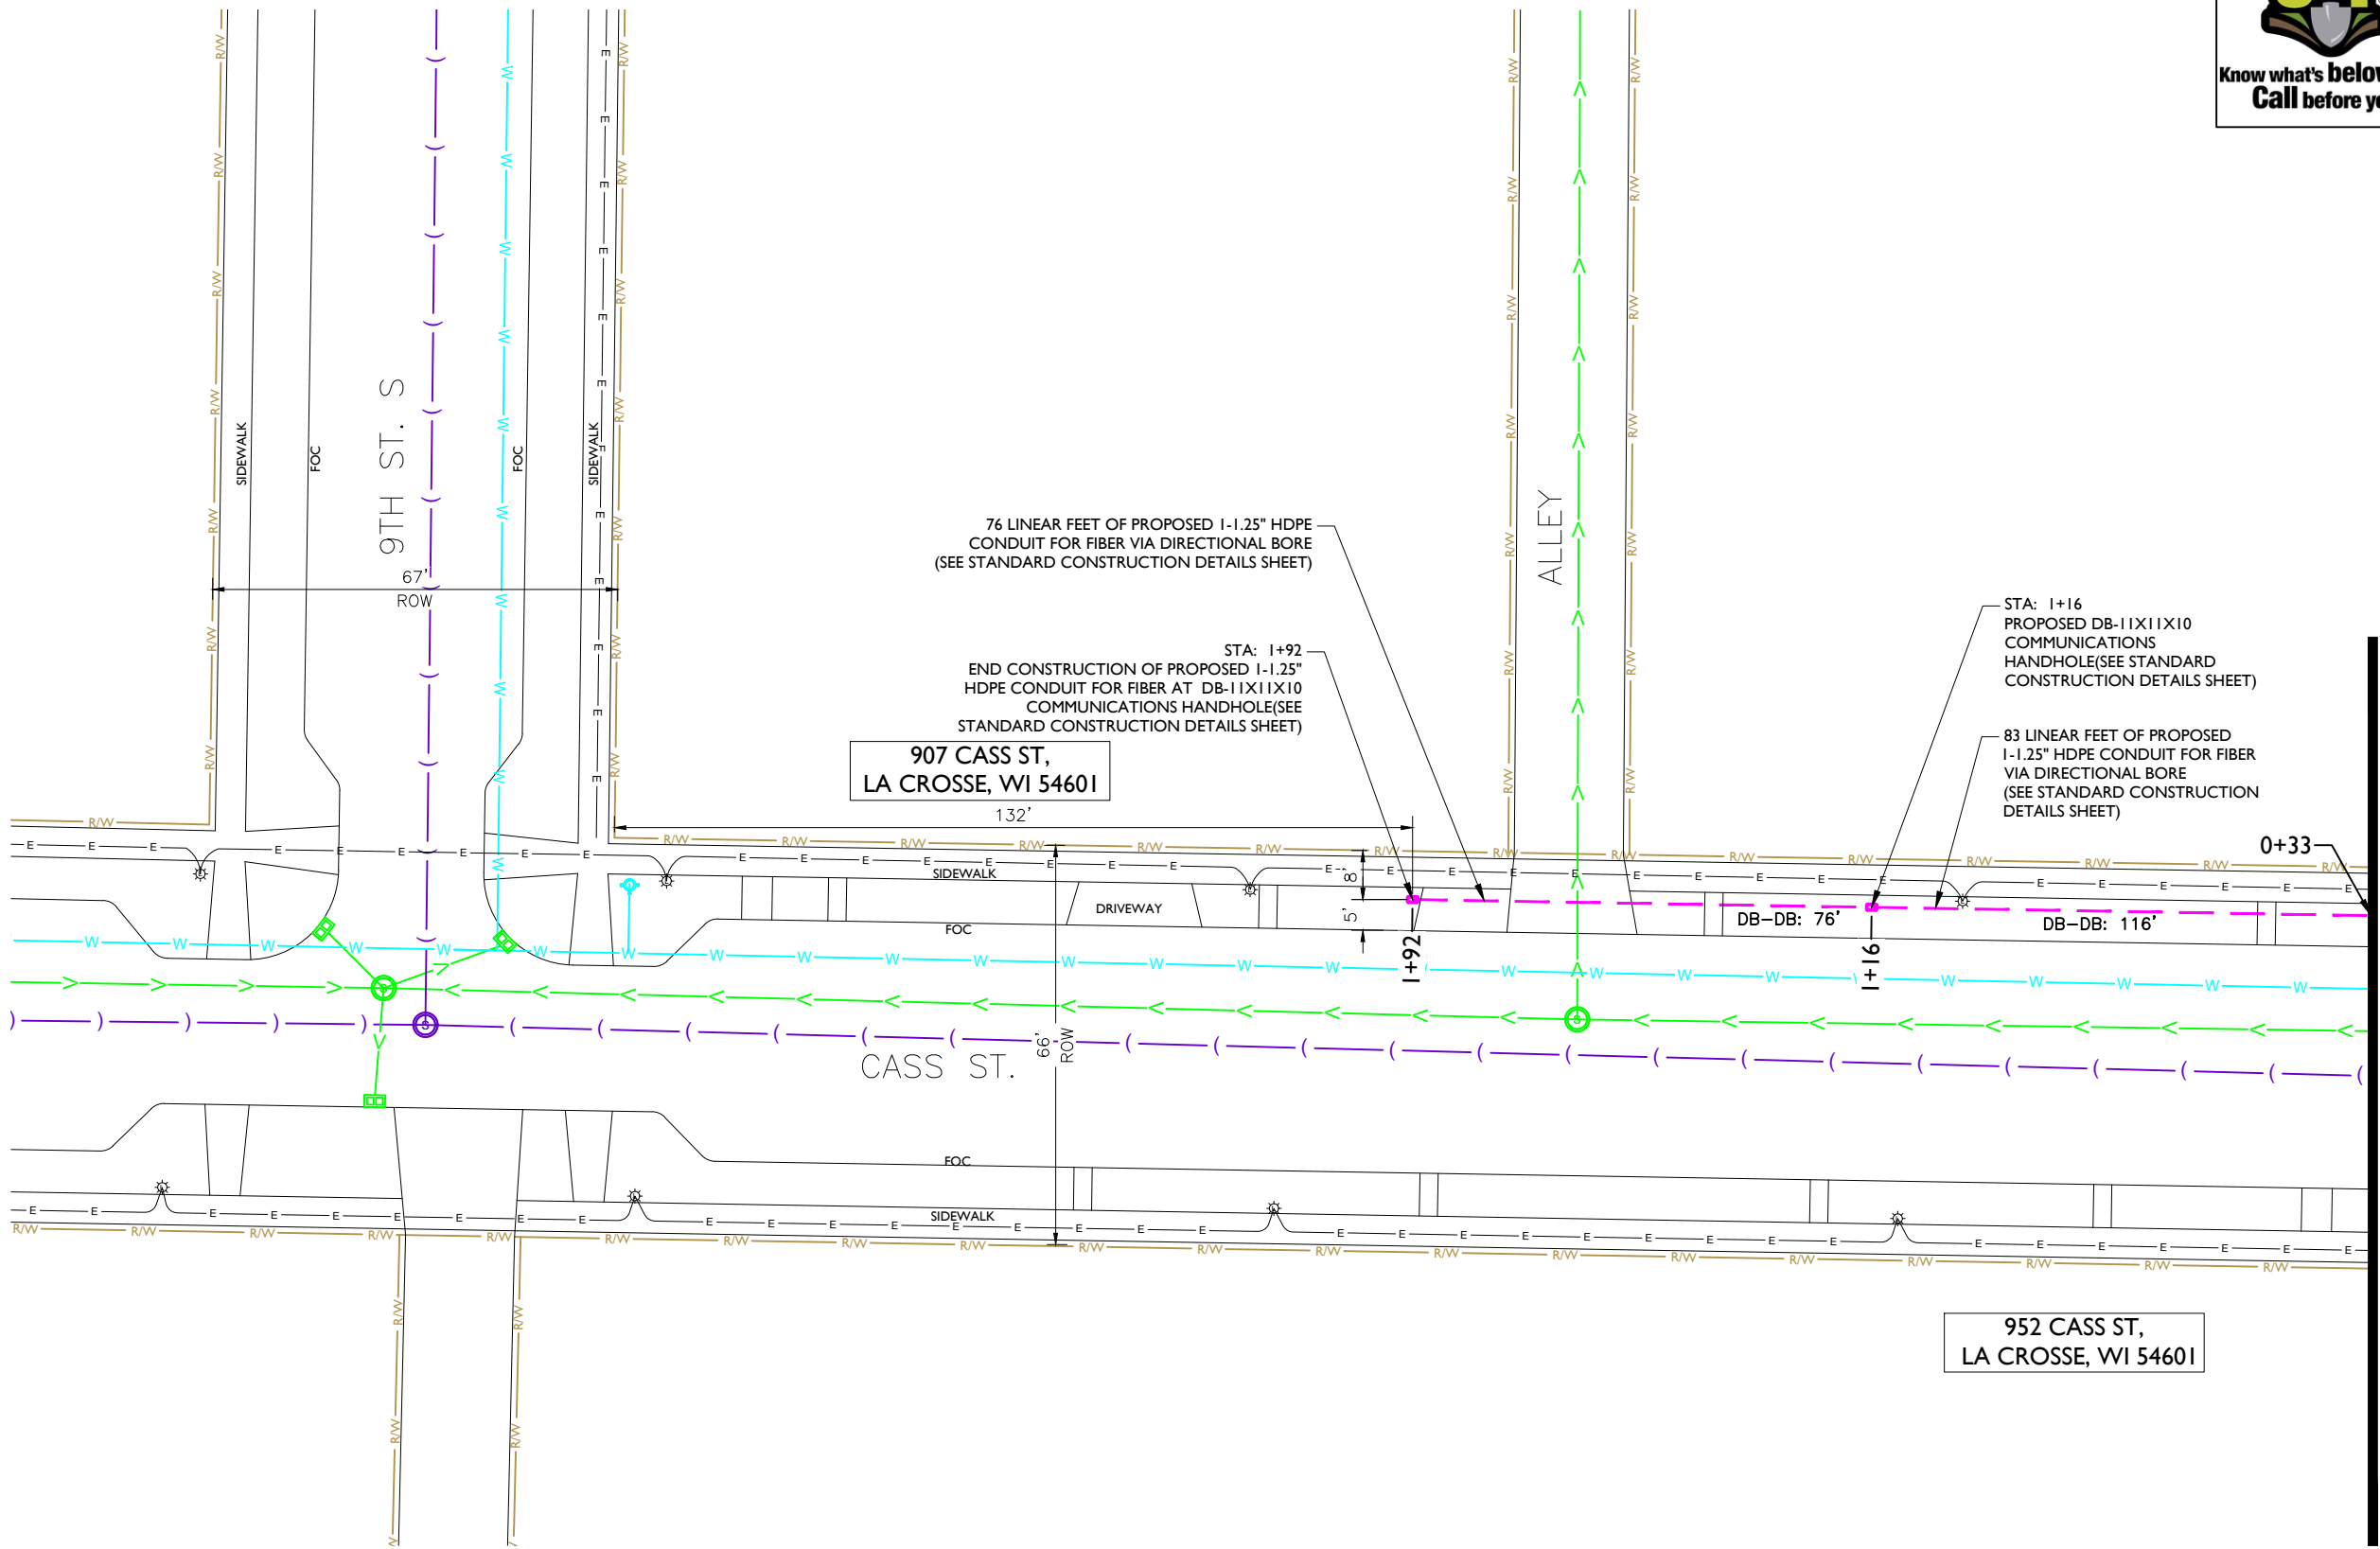 Know what's below
Call before yo
9TH ST. S
SIDEWALK
FOC
FOC
SIDEWALK
67'
ROW
76 LINEAR FEET OF PROPOSED 1-1.25" HDPE
CONDUIT FOR FIBER VIA DIRECTIONAL BORE
(SEE STANDARD CONSTRUCTION DETAILS SHEET)
ALLEY
STA: 1+92
END CONSTRUCTION OF PROPOSED 1-1.25"
HDPE CONDUIT FOR FIBER AT DB-11X11X10
COMMUNICATIONS HANDHOLE(SEE
STANDARD CONSTRUCTION DETAILS SHEET)
STA: 1+16
PROPOSED DB-11X11X10
COMMUNICATIONS
HANDHOLE(SEE STANDARD
CONSTRUCTION DETAILS SHEET)
83 LINEAR FEET OF PROPOSED
1-1.25" HDPE CONDUIT FOR FIBER
VIA DIRECTIONAL BORE
(SEE STANDARD CONSTRUCTION
DETAILS SHEET)
907 CASS ST,
LA CROSSE, WI 54601
132'
0+33
SIDEWALK
8'
5'
DRIVEWAY
FOC
DB-DB: 76'
DB-DB: 116'
1+92
1+16
66'
ROW
CASS ST.
FOC
SIDEWALK
952 CASS ST,
LA CROSSE, WI 54601